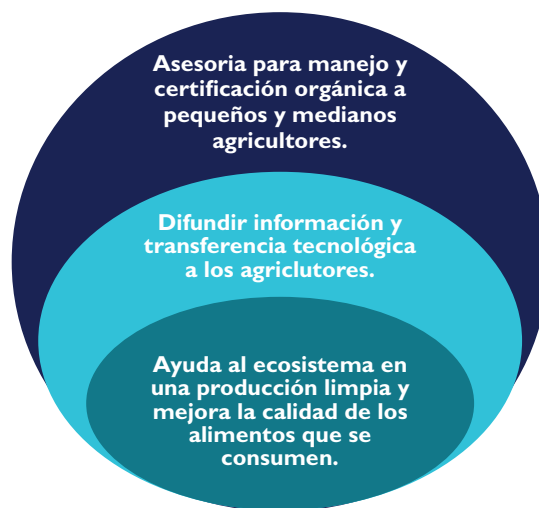 Asesoria para manejo y
certificación orgánica a
pequeños y medianos
agricultores.
Difundir información y
transferencia tecnológica
a los agriclutores.
Ayuda al ecosistema en
una producción limpia y
mejora la calidad de los
alimentos que se
consumen.